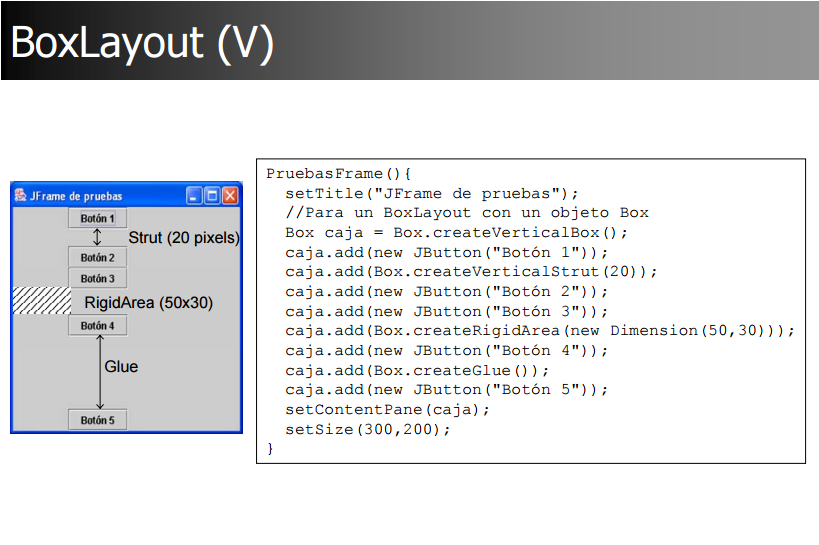 BoxLayout (V)
JFrame de pruebas
Botón 1
Strut (20 pixels)
Botón 2
Botón 3
RigidArea (50x30)
Botón 4
Glue
Botón 5
PruebasFrame(){
setTitle("JFrame de pruebas");
//Para un BoxLayout con un objeto Box
Box caja = Box.createVerticalBox();
caja.add(new JButton("Botón 1"));
caja.add(Box.createVerticalStrut(20));
caja.add(new JButton("Botón 2"));
caja.add(new JButton("Botón 3"));
caja.add(Box.createRigidArea(new Dimension(50,30)));
caja.add(new JButton("Botón 4"));
caja.add(Box.createGlue());
caja.add(new JButton("Botón 5"));
setContentPane(caja);
setSize(300,200);
}